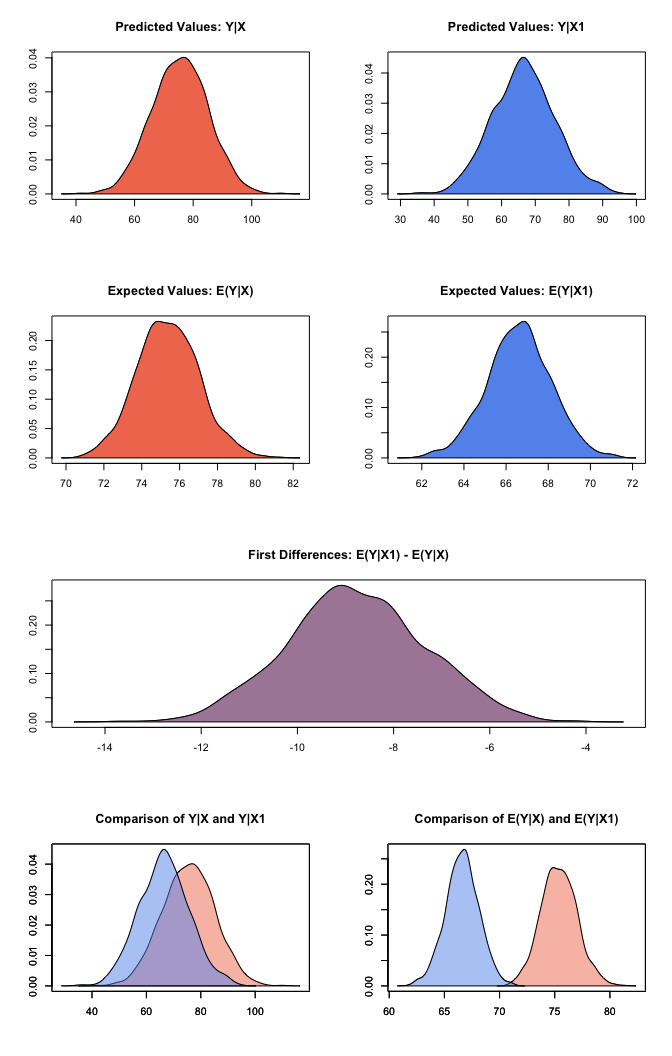 Predicted Values: Y|X
0.00 0.01 0.02 0.03 0.04
40 60 80 100
Predicted Values: Y|X1
0.00 0.01 0.02 0.03 0.04
30 40 50 60 70 80 90 100
Expected Values: E(Y|X)
0.00 0.05 0.10 0.15 0.20
70 72 74 76 78 80 82
Expected Values: E(Y|X1)
0.00 0.10 0.20
62 64 66 68 70 72
First Differences: E(Y|X1) - E(Y|X)
0.00 0.10 0.20
-14 -12 -10 -8 -6 -4
Comparison of Y|X and Y|X1
0.00 0.01 0.02 0.03 0.04
40 60 80 100
Comparison of E(Y|X) and E(Y|X1)
0.00 0.10 0.20
60 65 70 75 80